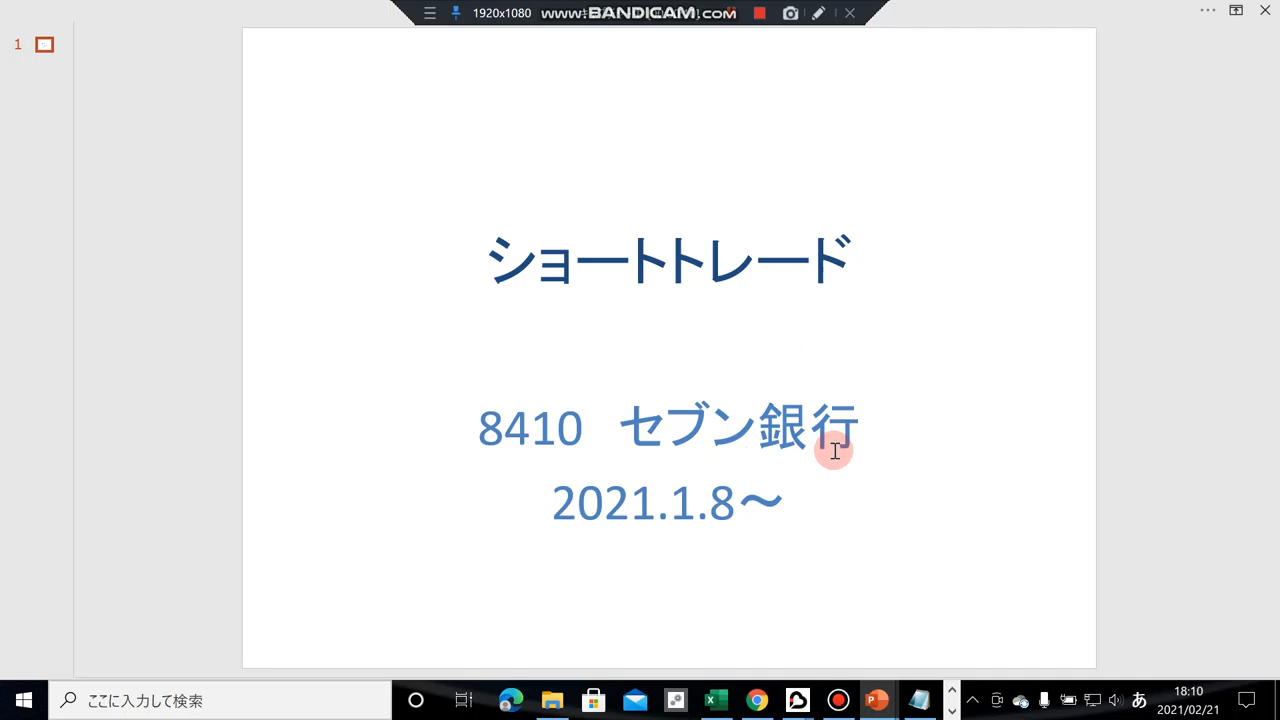 1920x1080
www.BANDICAM.com
1
ショートトレード
8410　セブン銀行
2021.1.8～
ここに入力して検索
あ
18:10
2021/02/21